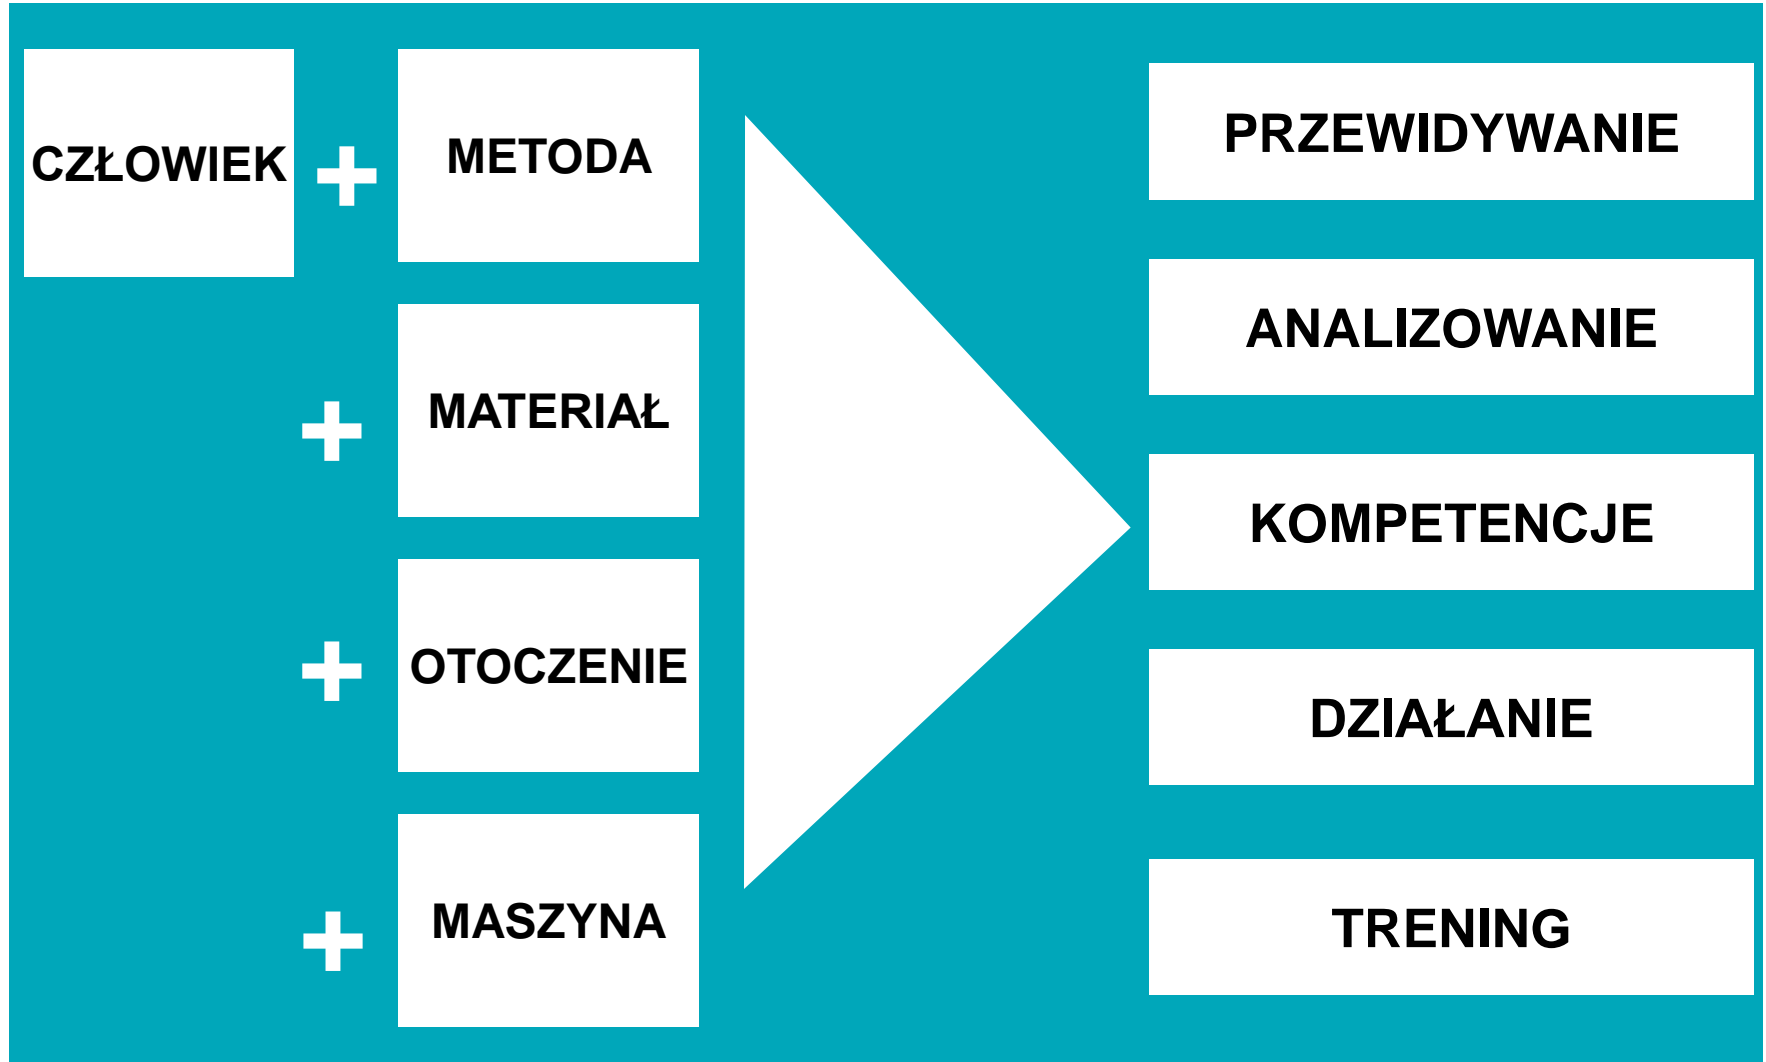 CZŁOWIEK
METODA
MATERIAŁ
OTOCZENIE
MASZYNA
PRZEWIDYWANIE
ANALIZOWANIE
KOMPETENCJE
DZIAŁANIE
TRENING